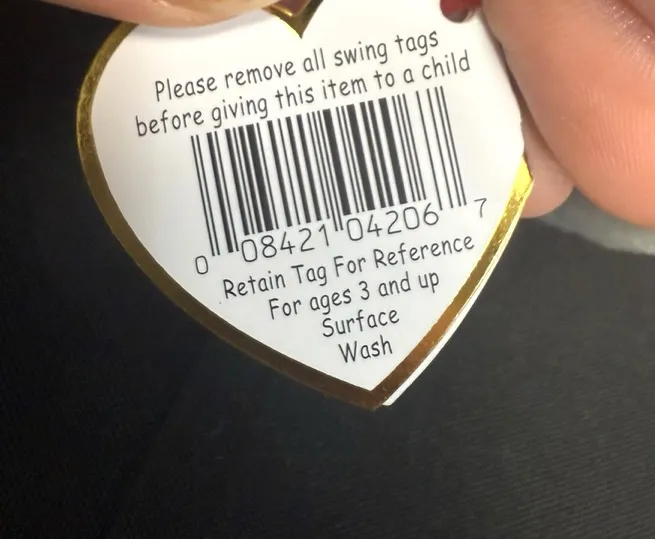 Please remove all swing tags
before giving this item to a child
0 08421 04206 7
Retain Tag For Reference
For ages 3 and up
Surface
Wash